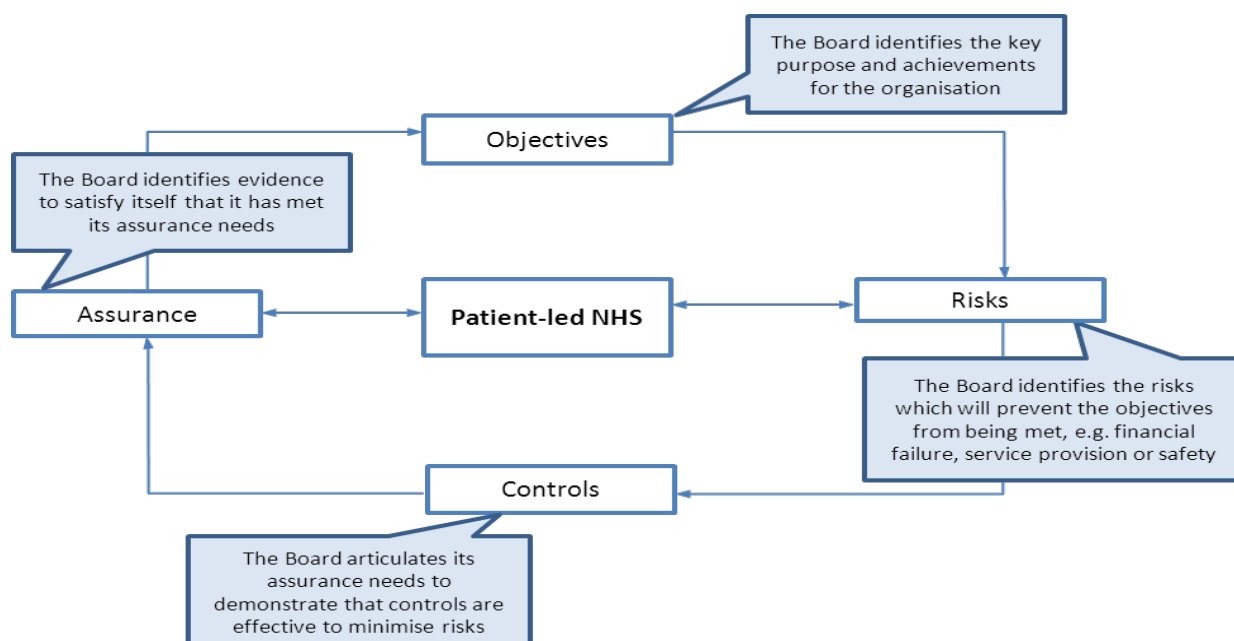 The Board identifies the key
purpose and achievements
for the organisation
Objectives
The Board identifies evidence
to satisfy itself that it has met
its assurance needs
Assurance
Patient-led NHS
Risks
The Board identifies the risks
which will prevent the objectives
from being met, e.g. financial
failure, service provision or safety
Controls
The Board articulates its
assurance needs to
demonstrate that controls are
effective to minimise risks